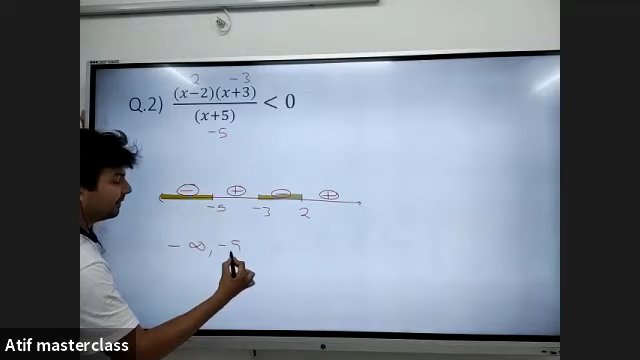 2 -3
Q.2) (x-2)(x+3) / (x+5) < 0
-5
- + - +
-5 -3 2
- ∞, -5
Atif masterclass